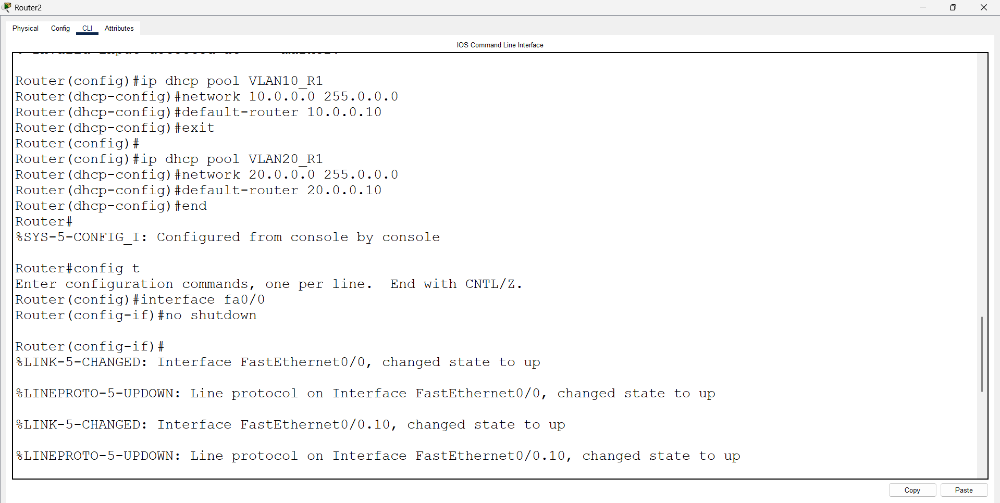 Router2
Physical Config CLI Attributes
IOS Command Line Interface
Router(config)#ip dhcp pool VLAN10_R1
Router(dhcp-config)#network 10.0.0.0 255.0.0.0
Router(dhcp-config)#default-router 10.0.0.10
Router(dhcp-config)#exit
Router(config)#
Router(config)#ip dhcp pool VLAN20_R1
Router(dhcp-config)#network 20.0.0.0 255.0.0.0
Router(dhcp-config)#default-router 20.0.0.10
Router(dhcp-config)#end
Router#
%SYS-5-CONFIG_I: Configured from console by console
Router#config t
Enter configuration commands, one per line.  End with CNTL/Z.
Router(config)#interface fa0/0
Router(config-if)#no shutdown
Router(config-if)#
%LINK-5-CHANGED: Interface FastEthernet0/0, changed state to up
%LINEPROTO-5-UPDOWN: Line protocol on Interface FastEthernet0/0, changed state to up
%LINK-5-CHANGED: Interface FastEthernet0/0.10, changed state to up
%LINEPROTO-5-UPDOWN: Line protocol on Interface FastEthernet0/0.10, changed state to up
Copy Paste